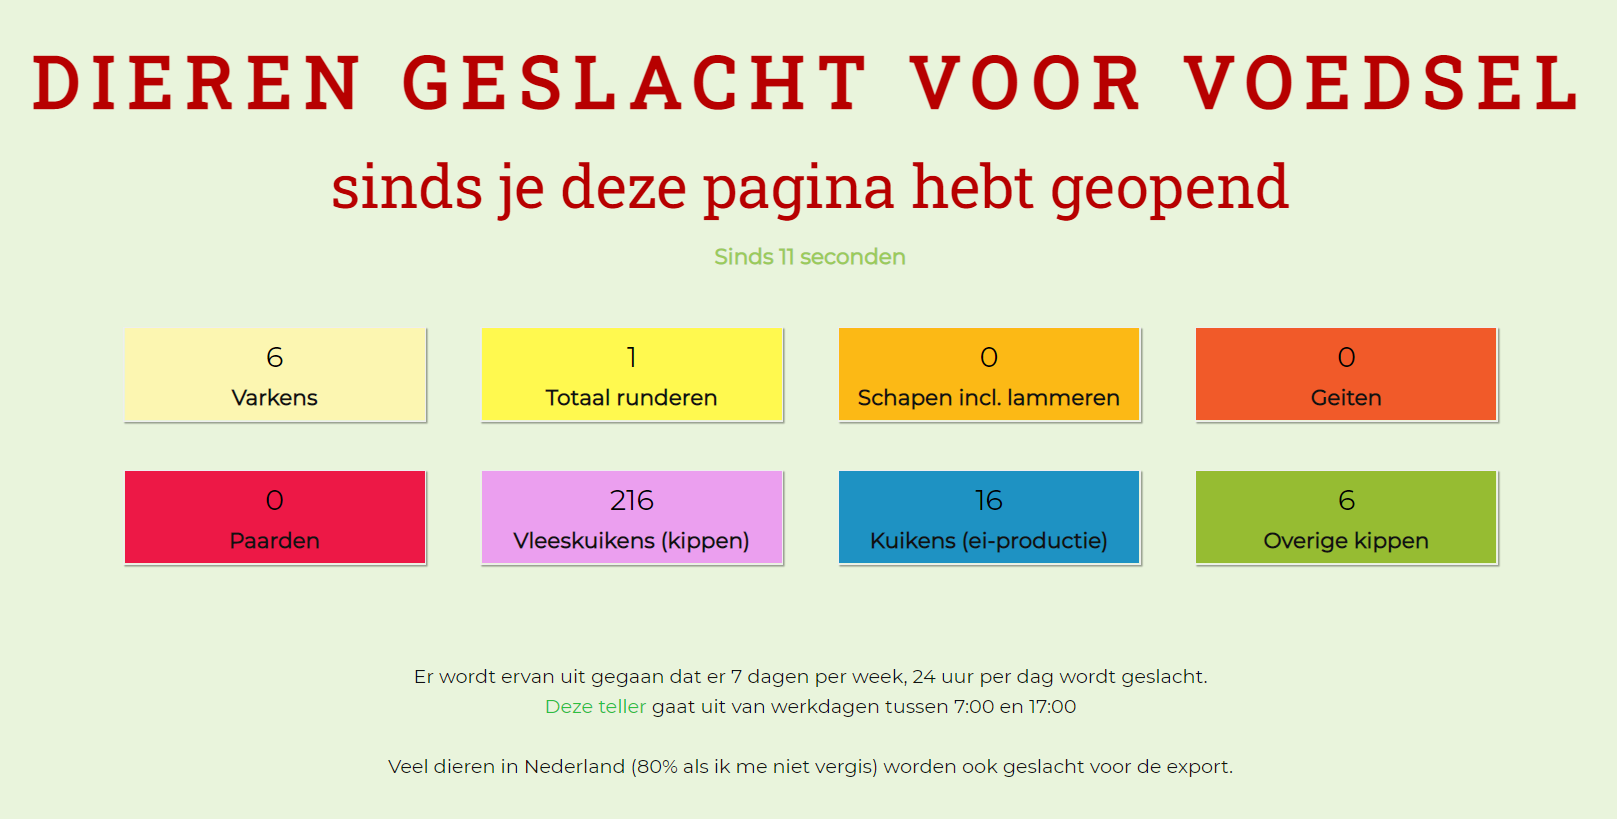 DIEREN GESLACHT VOOR VOEDSEL
sinds je deze pagina hebt geopend
Sinds 11 seconden
6
Varkens
1
Totaal runderen
0
Schapen incl. lammeren
0
Geiten
0
Paarden
216
Vleeskuikens (kippen)
16
Kuikens (ei-productie)
6
Overige kippen
Er wordt ervan uit gegaan dat er 7 dagen per week, 24 uur per dag wordt geslacht.
Deze teller gaat uit van werkdagen tussen 7:00 en 17:00
Veel dieren in Nederland (80% als ik me niet vergis) worden ook geslacht voor de export.